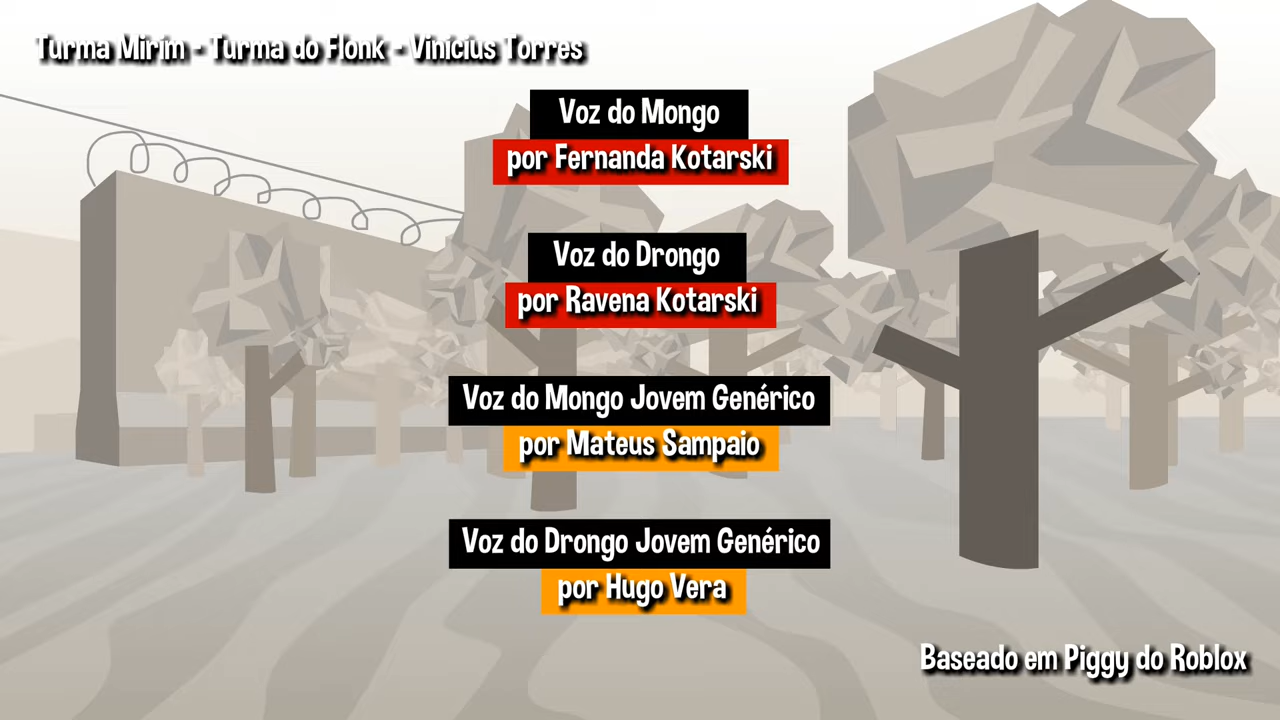 Turma Mirim - Turma do Flonk - Vinícius Torres
Voz do Mongo
por Fernanda Kotarski
Voz do Drongo
por Ravena Kotarski
Voz do Mongo Jovem Genérico
por Mateus Sampaio
Voz do Drongo Jovem Genérico
por Hugo Vera
Baseado em Piggy do Roblox